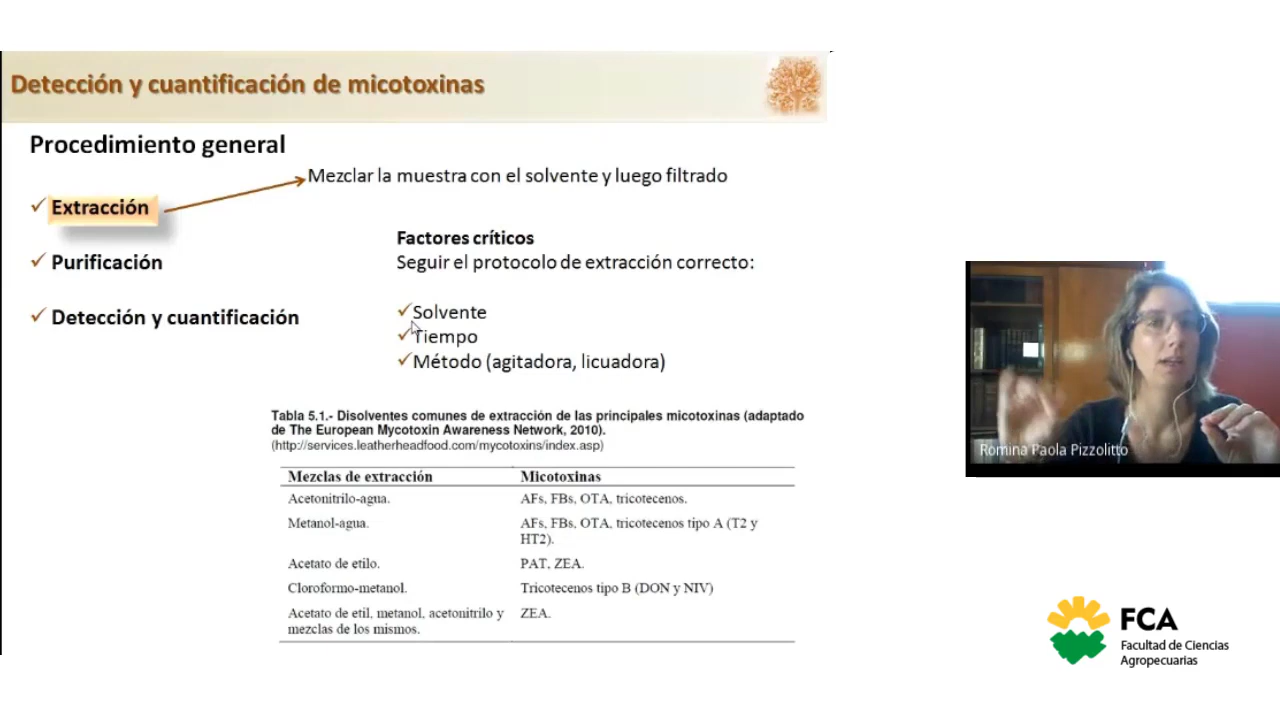 Detección y cuantificación de micotoxinas
Procedimiento general
Mezclar la muestra con el solvente y luego filtrado
✓ Extracción
✓ Purificación
✓ Detección y cuantificación
Factores críticos
Seguir el protocolo de extracción correcto:
✓Solvente
✓Tiempo
✓Método (agitadora, licuadora)
Tabla 5.1.- Disolventes comunes de extracción de las principales micotoxinas (adaptado
de The European Mycotoxin Awareness Network, 2010).
(http://services.leatherheadfood.com/mycotoxins/index.asp)
Mezclas de extracción Micotoxinas
Acetonitrilo-agua. AFs, FBs, OTA, tricotecenos.
Metanol-agua. AFs, FBs, OTA, tricotecenos tipo A (T2 y
HT2).
Acetato de etilo. PAT, ZEA.
Cloroformo-metanol. Tricotecenos tipo B (DON y NIV)
Acetato de etil, metanol, acetonitrilo y ZEA.
mezclas de los mismos.
Romina Paola Pizzolitto
FCA
Facultad de Ciencias
Agropecuarias